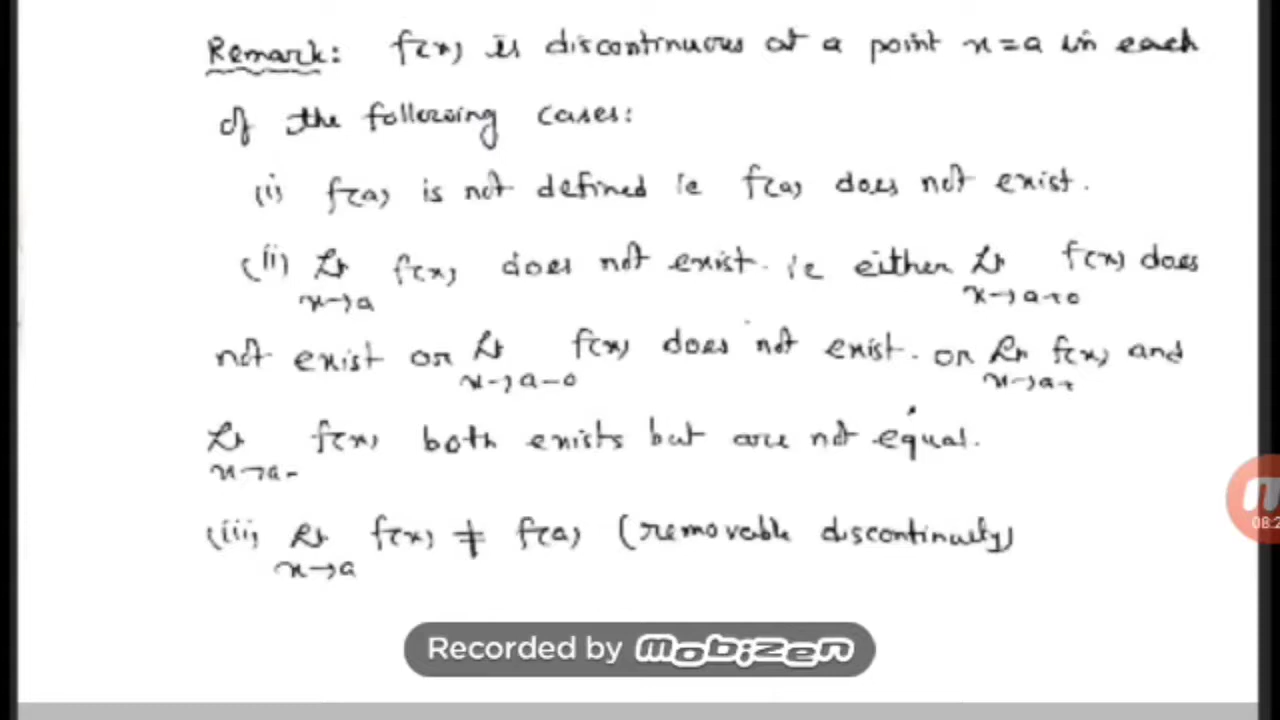 Remark: f(x) is discontinuous at a point x=a in each
of the following cases:
(i) f(a) is not defined ie f(a) does not exist.
(ii) Lt f(x) does not exist. ie either Lt f(x) does
x→a x→a+0
not exist or Lt f(x) does not exist. or Lt f(x) and
x→a-0 x→a+
Lt f(x) both exists but are not equal.
x→a-
(iii) Lt f(x) ≠ f(a) (removable discontinuity)
x→a
Recorded by mobizen
08:2